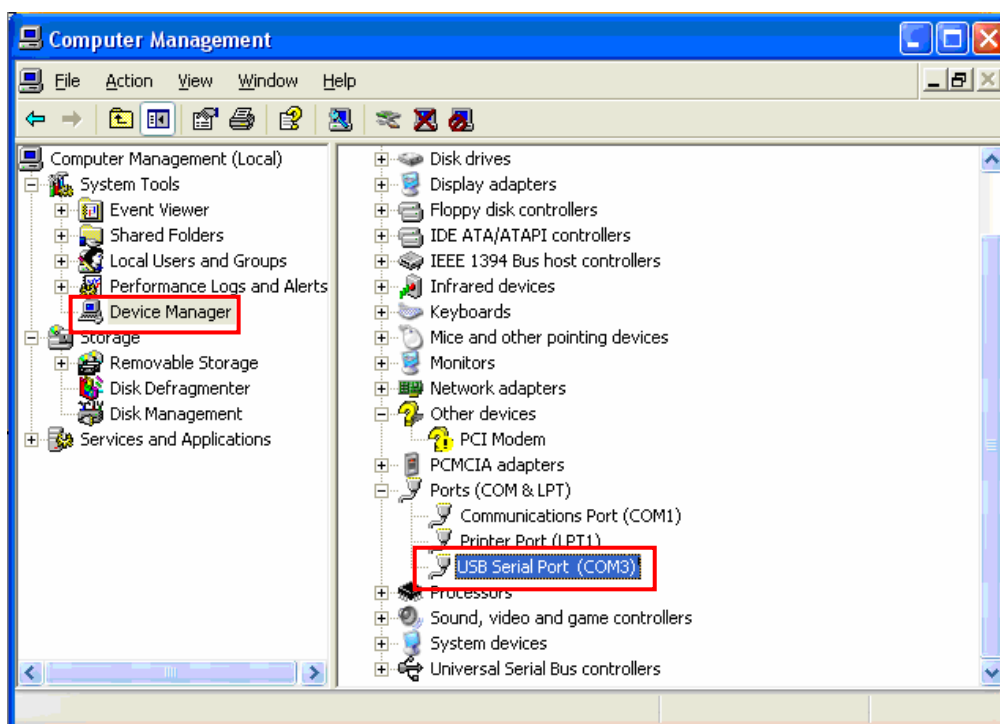 Computer Management
File Action View Window Help
Computer Management (Local)
System Tools
Event Viewer
Shared Folders
Local Users and Groups
Performance Logs and Alerts
Device Manager
Storage
Removable Storage
Disk Defragmenter
Disk Management
Services and Applications
Disk drives
Display adapters
Floppy disk controllers
IDE ATA/ATAPI controllers
IEEE 1394 Bus host controllers
Infrared devices
Keyboards
Mice and other pointing devices
Monitors
Network adapters
Other devices
PCI Modem
PCMCIA adapters
Ports (COM & LPT)
Communications Port (COM1)
Printer Port (LPT1)
USB Serial Port (COM3)
Processors
Sound, video and game controllers
System devices
Universal Serial Bus controllers